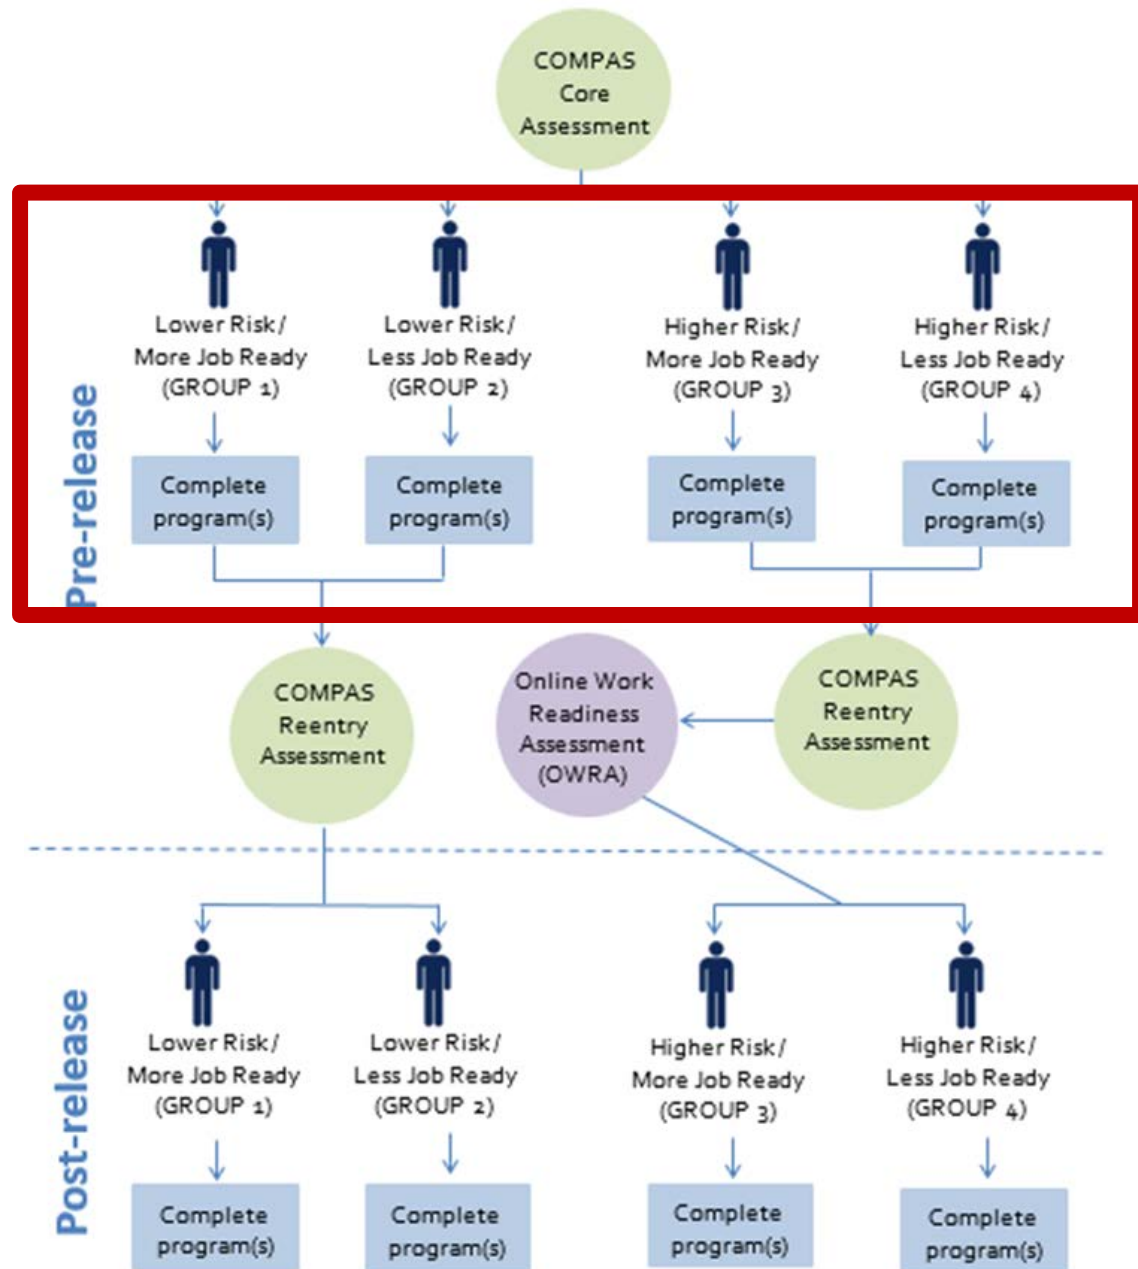 COMPAS
Core
Assessment
Pre-release
Lower Risk/
More Job Ready
(GROUP 1)
Lower Risk/
Less Job Ready
(GROUP 2)
Higher Risk/
More Job Ready
(GROUP 3)
Higher Risk/
Less Job Ready
(GROUP 4)
Complete
program(s)
Complete
program(s)
Complete
program(s)
Complete
program(s)
COMPAS
Reentry
Assessment
Online Work
Readiness
Assessment
(OWRA)
COMPAS
Reentry
Assessment
Post-release
Lower Risk/
More Job Ready
(GROUP 1)
Lower Risk/
Less Job Ready
(GROUP 2)
Higher Risk/
More Job Ready
(GROUP 3)
Higher Risk/
Less Job Ready
(GROUP 4)
Complete
program(s)
Complete
program(s)
Complete
program(s)
Complete
program(s)